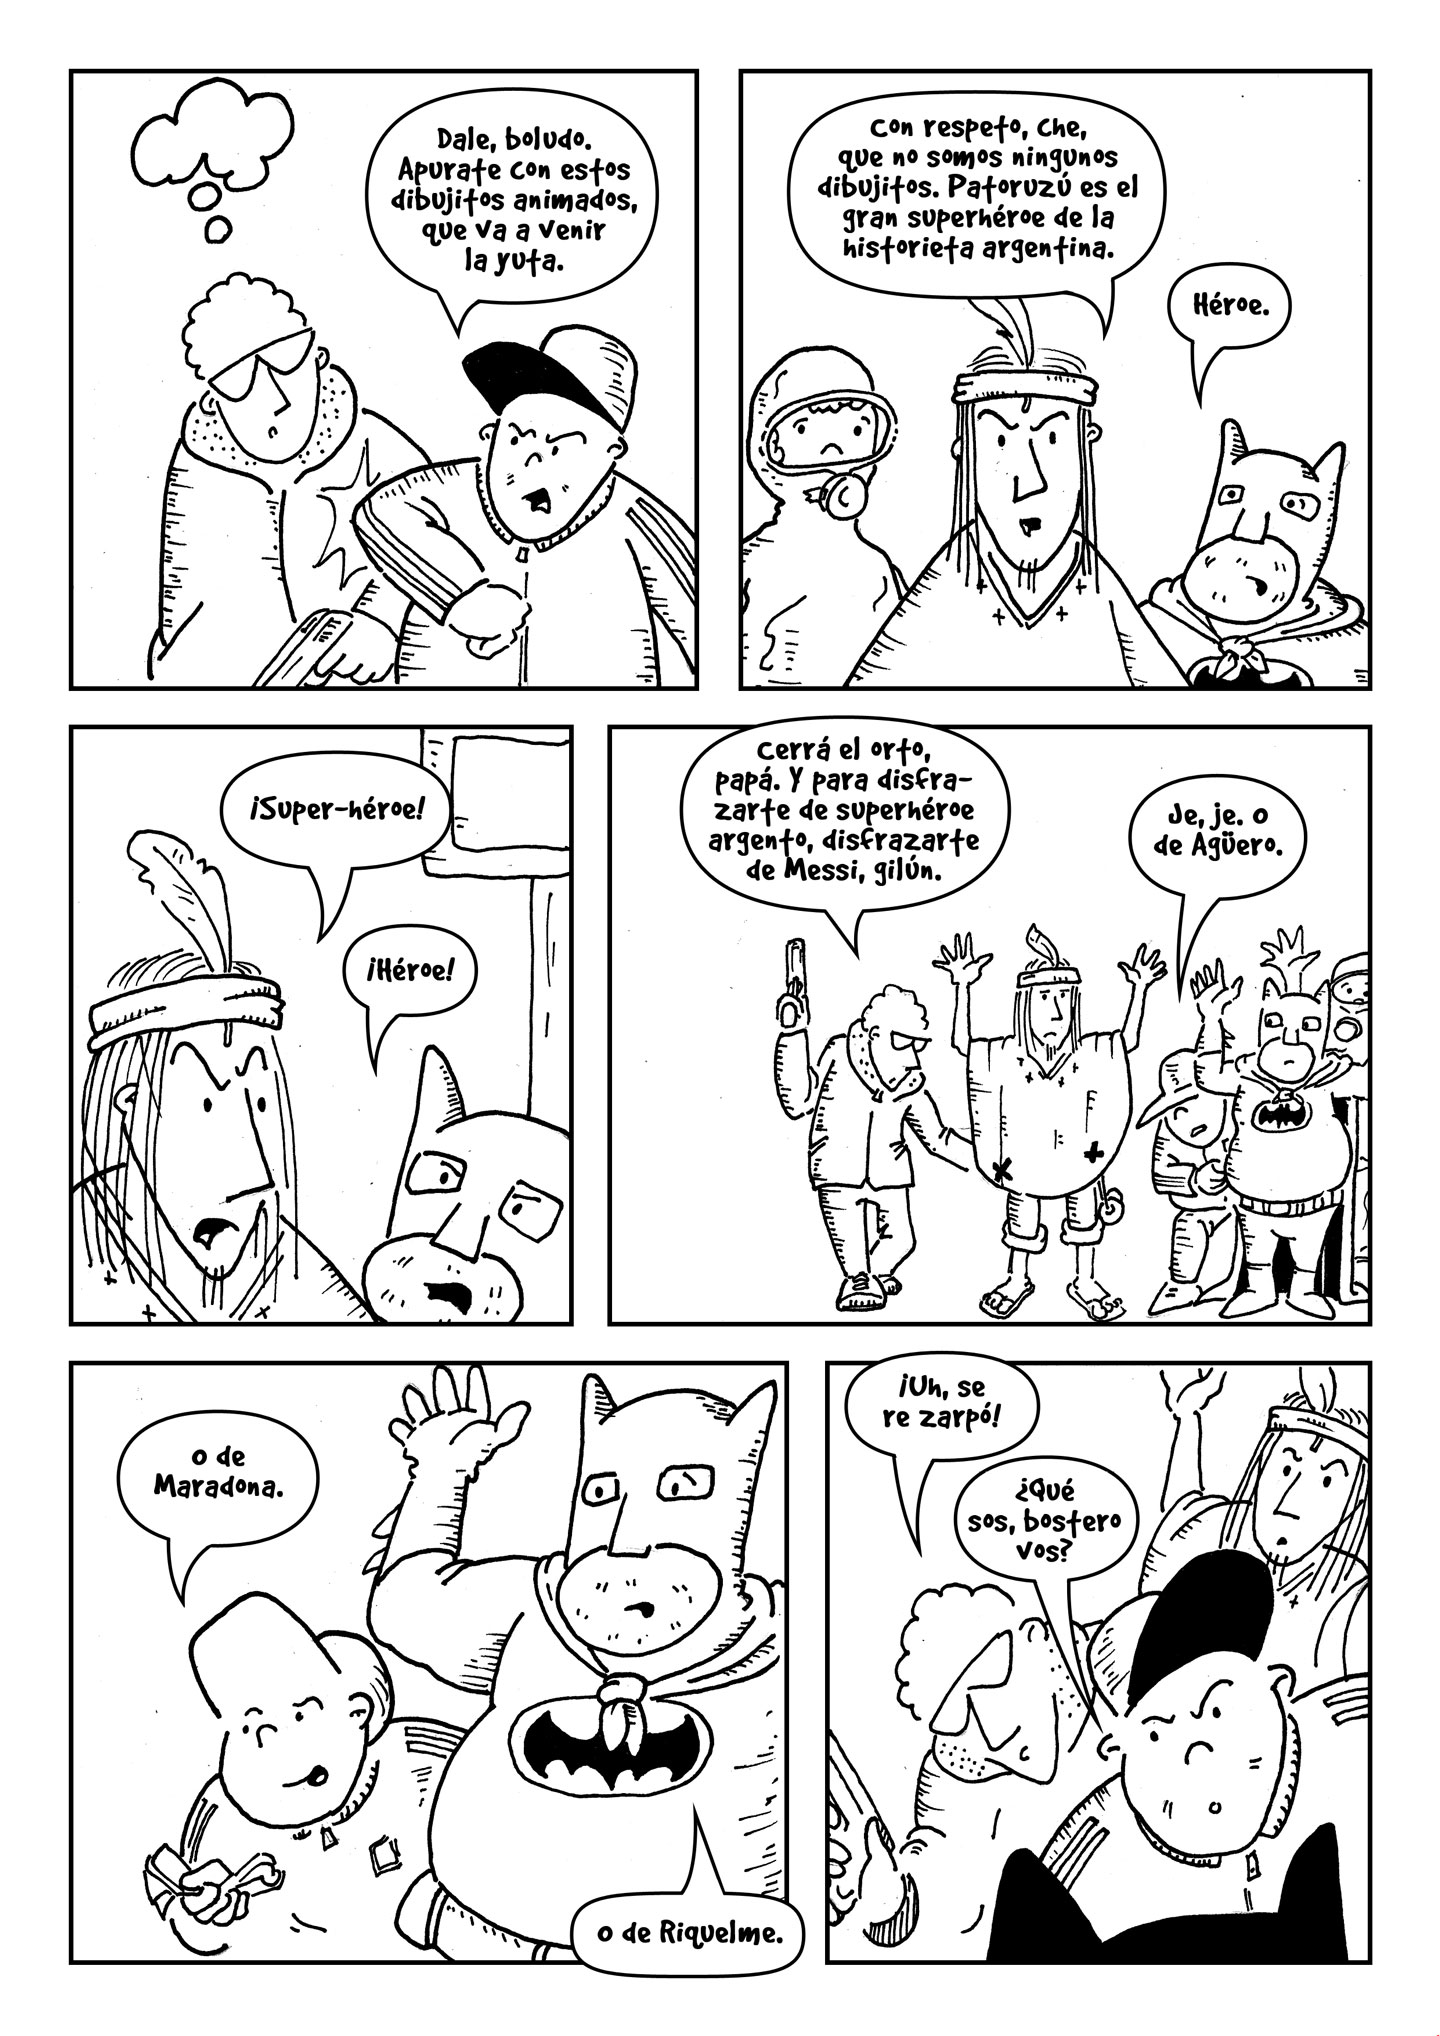 Dale, boludo.
Apurate con estos
dibujitos animados,
que va a venir
la yuta.
Con respeto, che,
que no somos ningunos
dibujitos. Patoruzú es el
gran superhéroe de la
historieta argentina.
Héroe.
¡Super-héroe!
¡Héroe!
Cerrá el orto,
papá. Y para disfra-
zarte de superhéroe
argento, disfrazarte
de Messi, gilún.
Je, je. O
de Agüero.
O de
Maradona.
O de Riquelme.
¡Uh, se
re zarpó!
¿Qué
sos, bostero
vos?